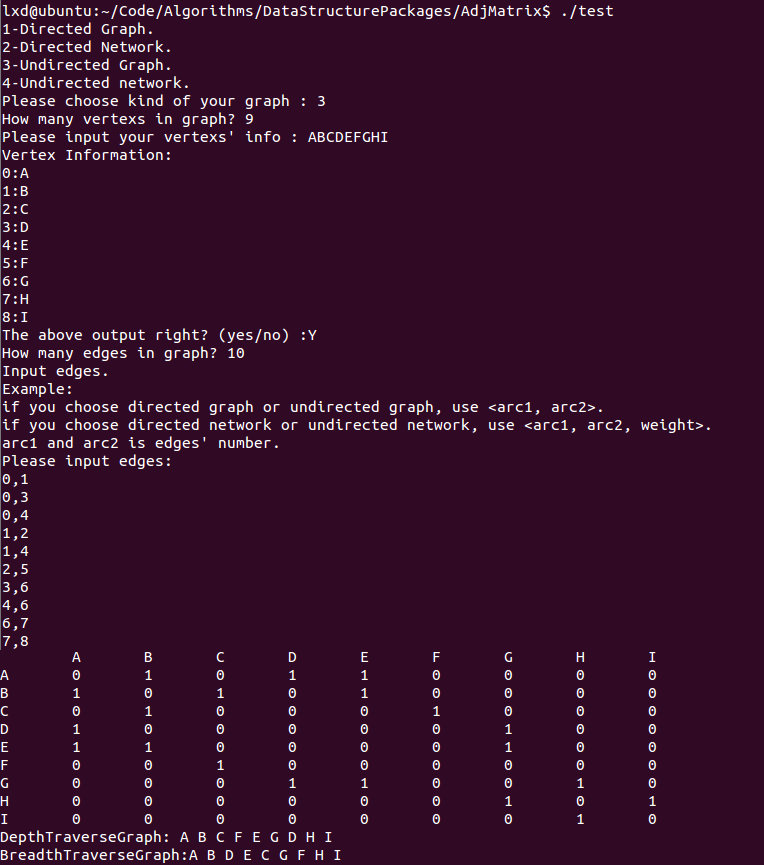 lxd@ubuntu:~/Code/Algorithms/DataStructurePackages/AdjMatrix$ ./test
1-Directed Graph.
2-Directed Network.
3-Undirected Graph.
4-Undirected network.
Please choose kind of your graph : 3
How many vertexs in graph? 9
Please input your vertexs' info : ABCDEFGHI
Vertex Information:
0:A
1:B
2:C
3:D
4:E
5:F
6:G
7:H
8:I
The above output right? (yes/no) :Y
How many edges in graph? 10
Input edges.
Example:
if you choose directed graph or undirected graph, use <arc1, arc2>.
if you choose directed network or undirected network, use <arc1, arc2, weight>.
arc1 and arc2 is edges' number.
Please input edges:
0,1
0,3
0,4
1,2
1,4
2,5
3,6
4,6
6,7
7,8
A B C D E F G H I
A 0 1 0 1 1 0 0 0 0
B 1 0 1 0 1 0 0 0 0
C 0 1 0 0 0 1 0 0 0
D 1 0 0 0 0 0 1 0 0
E 1 1 0 0 0 0 1 0 0
F 0 0 1 0 0 0 0 0 0
G 0 0 0 1 1 0 0 1 0
H 0 0 0 0 0 0 1 0 1
I 0 0 0 0 0 0 0 1 0
DepthTraverseGraph: A B C F E G D H I
BreadthTraverseGraph:A B D E C G F H I